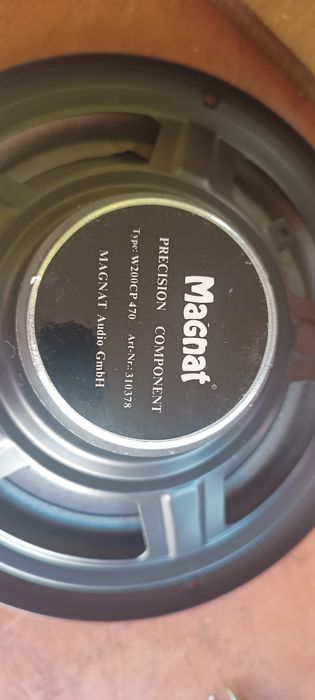 Magnat®
PRECISION COMPONENT
Type: W200CP 470 Art-Nr.: 310378
MAGNAT Audio GmbH